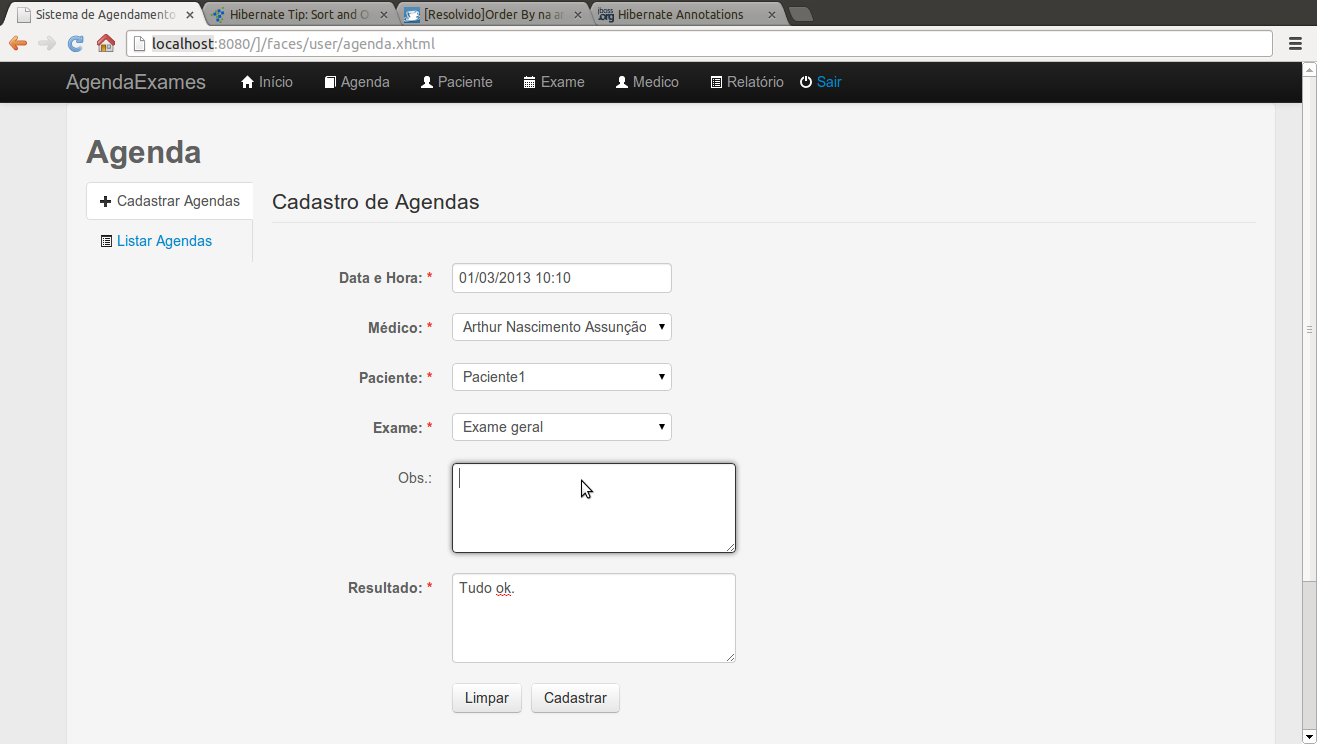 Sistema de Agendamento
Hibernate Tip: Sort and O
[Resolvido]Order By na a
Hibernate Annotations
localhost:8080/]/faces/user/agenda.xhtml
AgendaExames Início Agenda Paciente Exame Medico Relatório Sair
Agenda
Cadastrar Agendas
Listar Agendas
Cadastro de Agendas
Data e Hora: * 01/03/2013 10:10
Médico: * Arthur Nascimento Assunção
Paciente: * Paciente1
Exame: * Exame geral
Obs.:
Resultado: * Tudo ok.
Limpar Cadastrar